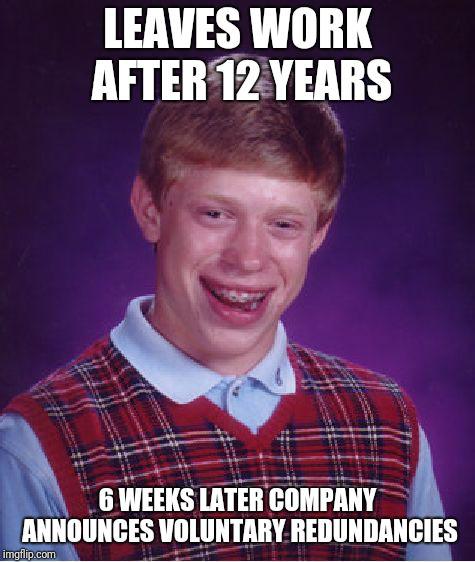 LEAVES WORK
AFTER 12 YEARS
6 WEEKS LATER COMPANY
ANNOUNCES VOLUNTARY REDUNDANCIES
imgflip.com